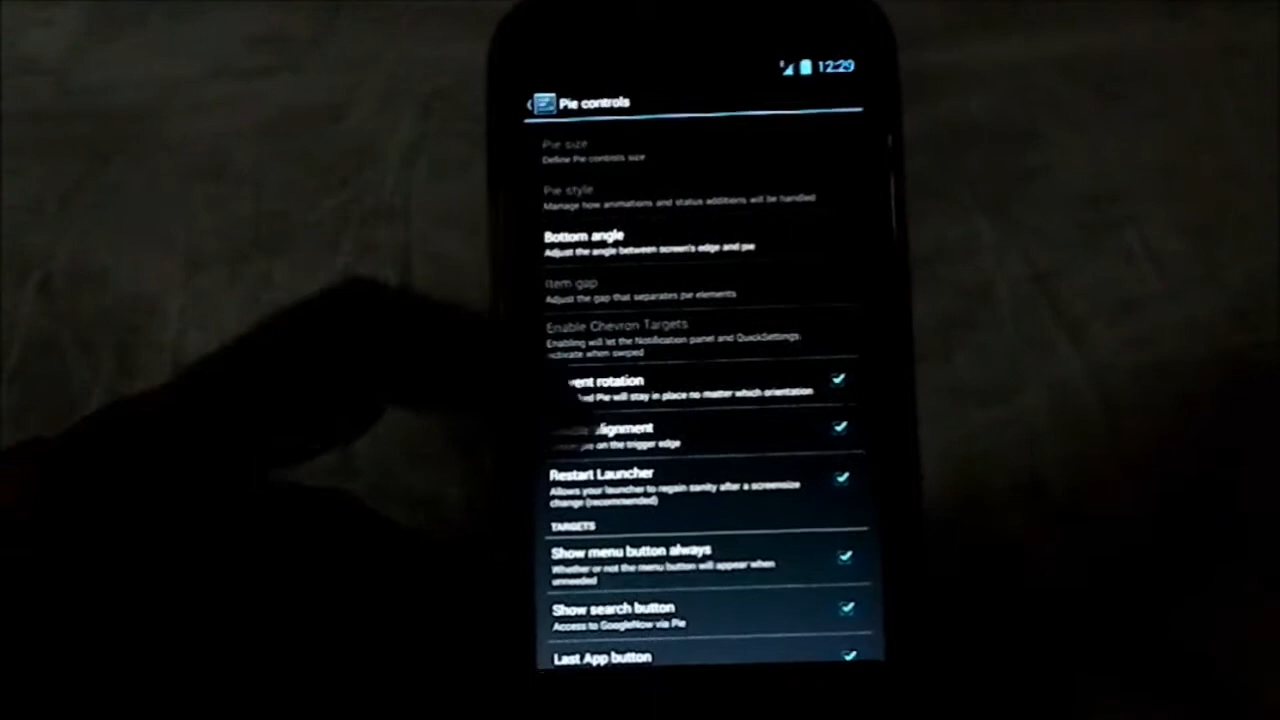 12:29
Pie controls
Pie size
Define Pie controls size
Pie style
Manage how animations and status additions will be handled
Bottom angle
Adjust the angle between screen's edge and pie
Item gap
Adjust the gap that separates pie elements
Enable Chevron Targets
Enabling will let the Notification panel and QuickSettings
activate when swiped
rotation
Pie will stay in place no matter which orientation
on the trigger edge
Restart Launcher
Allows your launcher to regain sanity after a screensize
change (recommended)
TARGETS
Show menu button always
Whether or not the menu button will appear when
unneeded
Show search button
Access to GoogleNow via Pie
Last App button